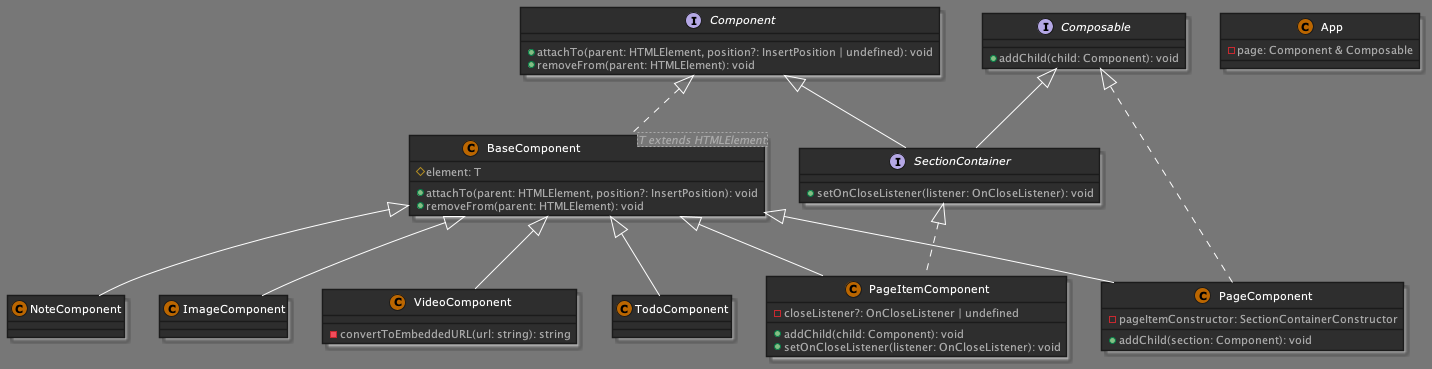 I Component
attachTo(parent: HTMLElement, position?: InsertPosition | undefined): void
removeFrom(parent: HTMLElement): void
I Composable
addChild(child: Component): void
C App
page: Component & Composable
C BaseComponent
T extends HTMLElement
element: T
attachTo(parent: HTMLElement, position?: InsertPosition): void
removeFrom(parent: HTMLElement): void
I SectionContainer
setOnCloseListener(listener: OnCloseListener): void
C NoteComponent
C ImageComponent
C VideoComponent
convertToEmbeddedURL(url: string): string
C TodoComponent
C PageItemComponent
closeListener?: OnCloseListener | undefined
addChild(child: Component): void
setOnCloseListener(listener: OnCloseListener): void
C PageComponent
pageItemConstructor: SectionContainerConstructor
addChild(section: Component): void